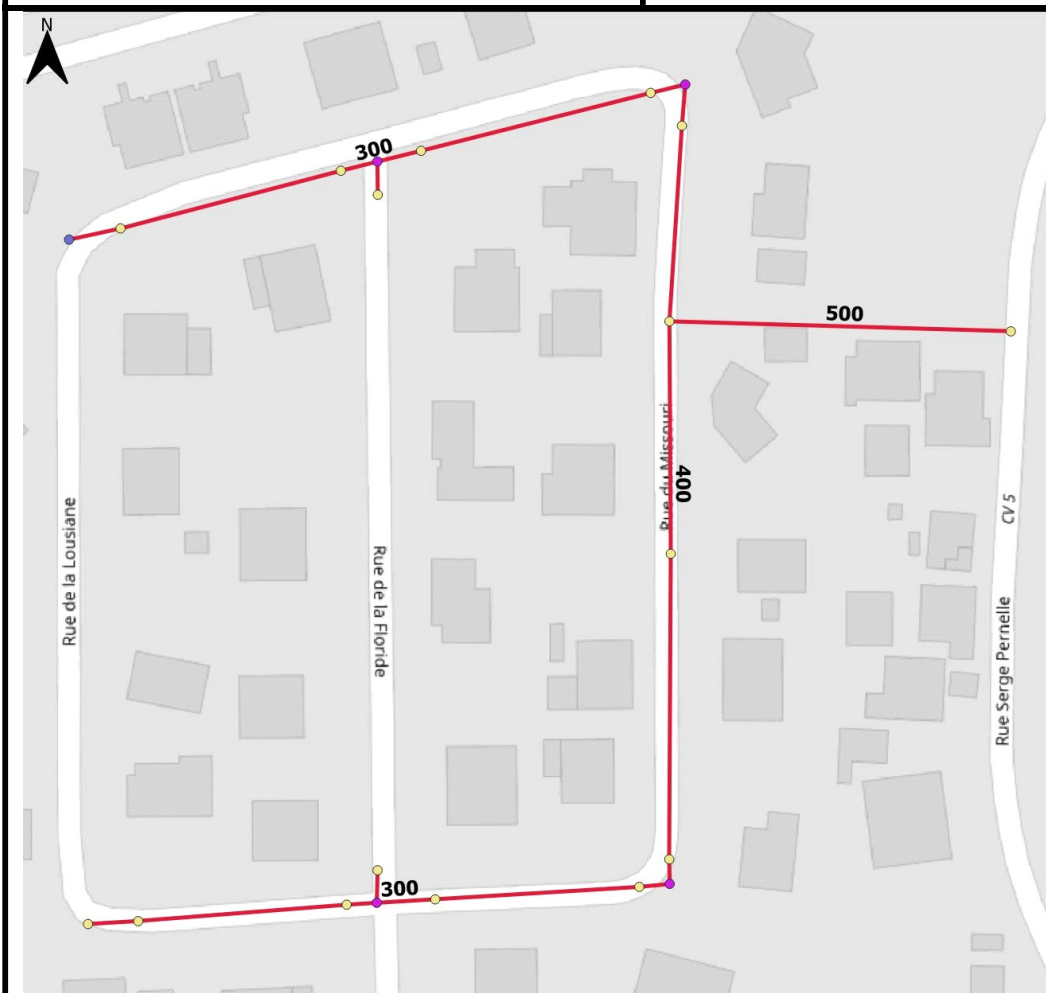 N
300
500
Rue du Missouri
400
CV 5
Rue de la Lousiane
Rue de la Floride
Rue Serge Pernelle
300